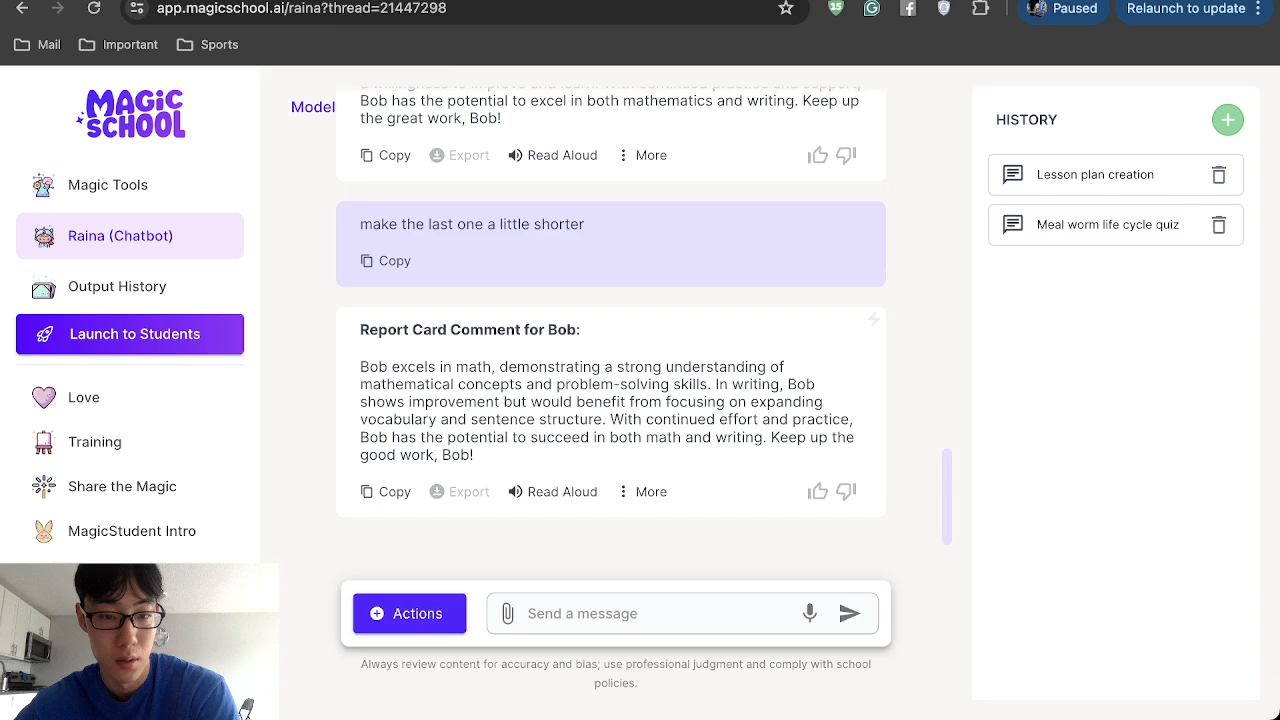 app.magicschool.ai/raina?thread=21447298
Paused
Relaunch to update
Mail
Important
Sports
MAGIC
SCHOOL
Magic Tools
Raina (Chatbot)
Output History
Launch to Students
Love
Training
Share the Magic
MagicStudent Intro
Model
Bob has the potential to excel in both mathematics and writing. Keep up
the great work, Bob!
Copy
Export
Read Aloud
More
make the last one a little shorter
Copy
Report Card Comment for Bob:
Bob excels in math, demonstrating a strong understanding of
mathematical concepts and problem-solving skills. In writing, Bob
shows improvement but would benefit from focusing on expanding
vocabulary and sentence structure. With continued effort and practice,
Bob has the potential to succeed in both math and writing. Keep up the
good work, Bob!
Copy
Export
Read Aloud
More
Actions
Send a message
Always review content for accuracy and bias; use professional judgment and comply with school
policies.
HISTORY
Lesson plan creation
Meal worm life cycle quiz